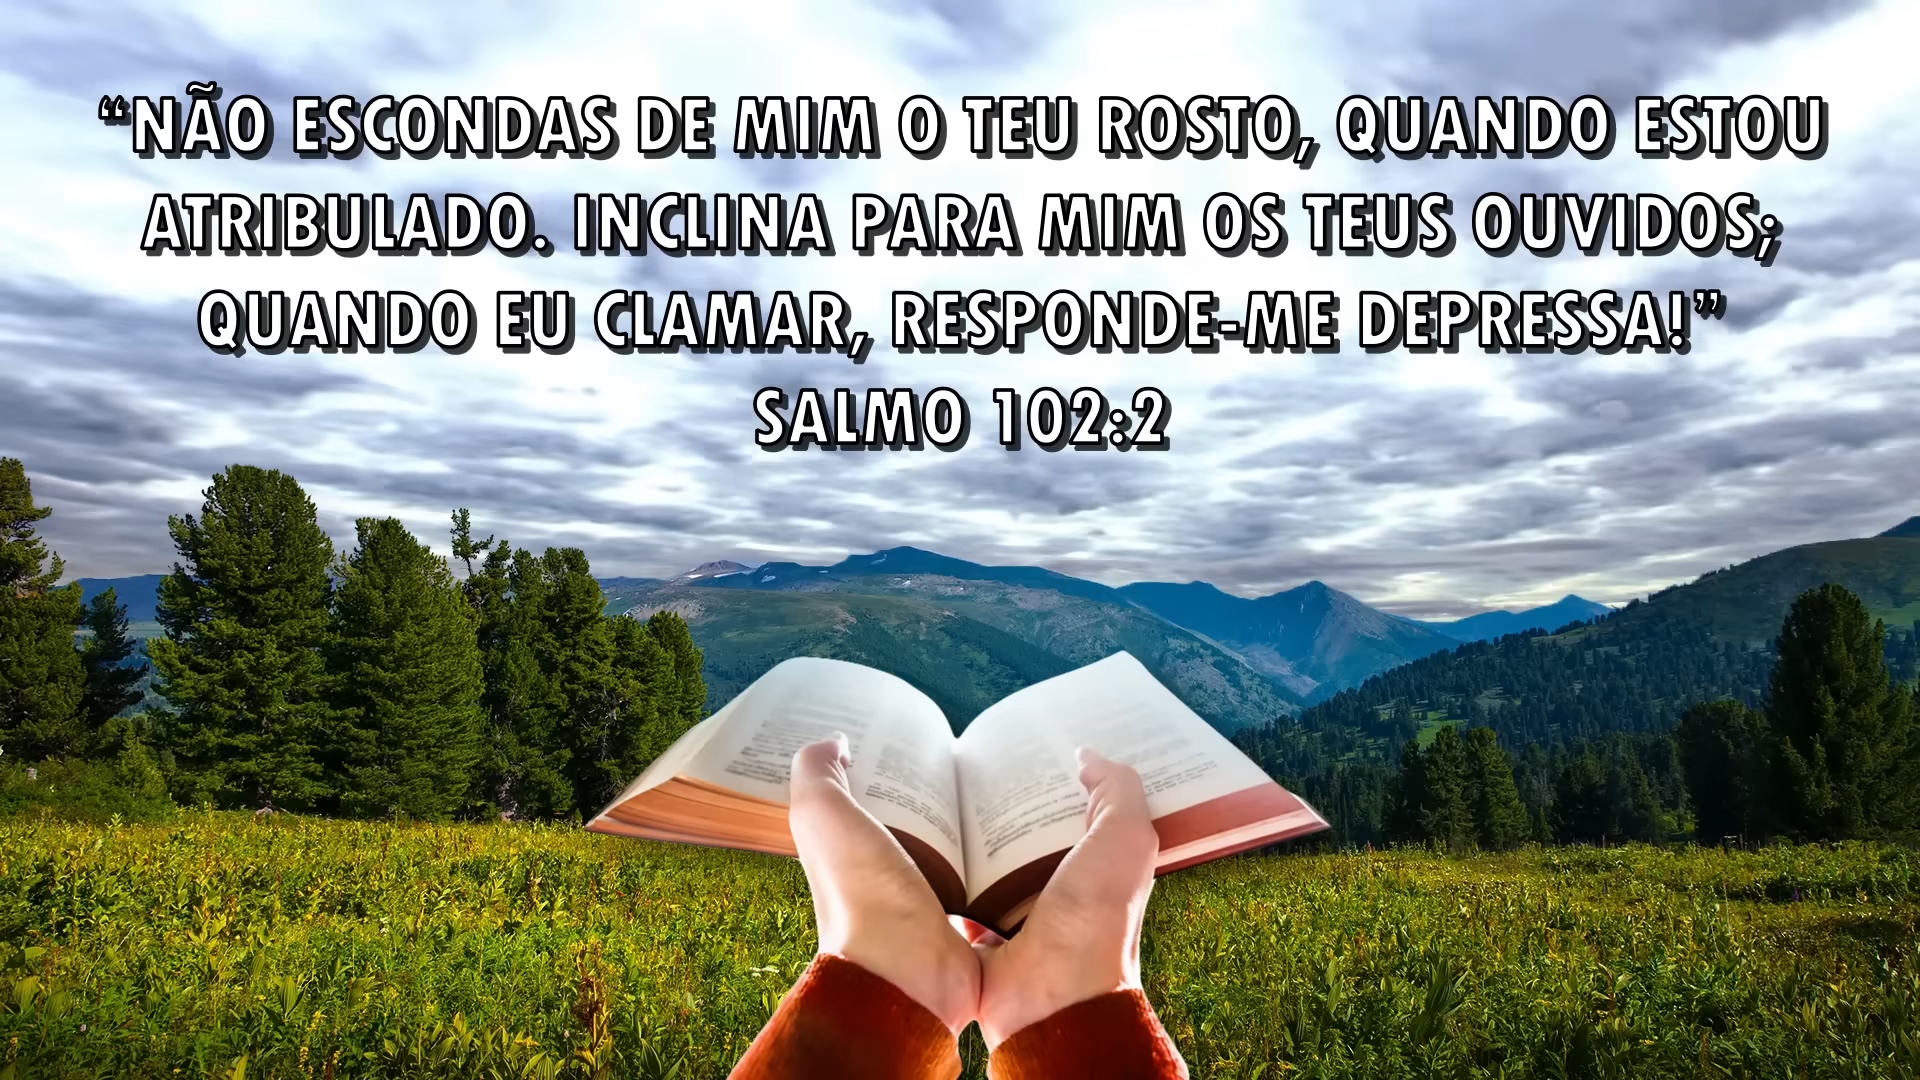 “NÃO ESCONDAS DE MIM O TEU ROSTO, QUANDO ESTOU
ATRIBULADO. INCLINA PARA MIM OS TEUS OUVIDOS;
QUANDO EU CLAMAR, RESPONDE-ME DEPRESSA!”
SALMO 102:2